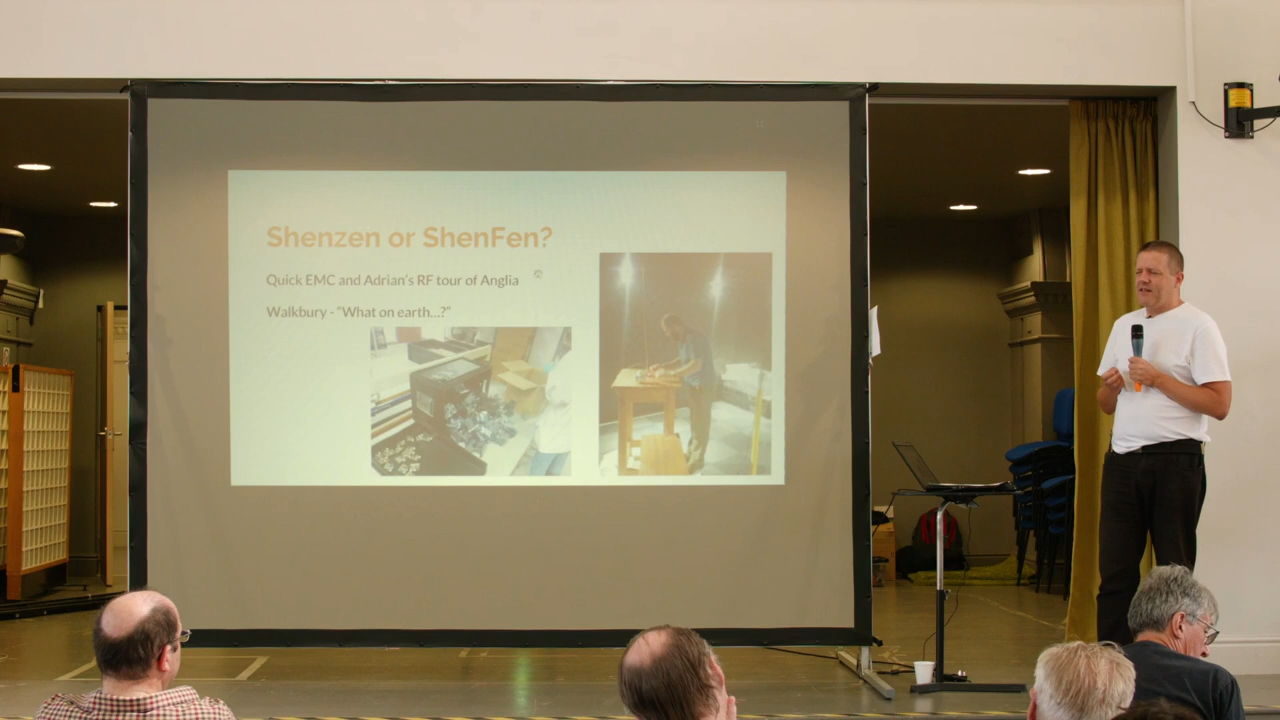 Shenzen or ShenFen?
Quick EMC and Adrian's RF tour of Anglia
Walkbury - “What on earth...?”